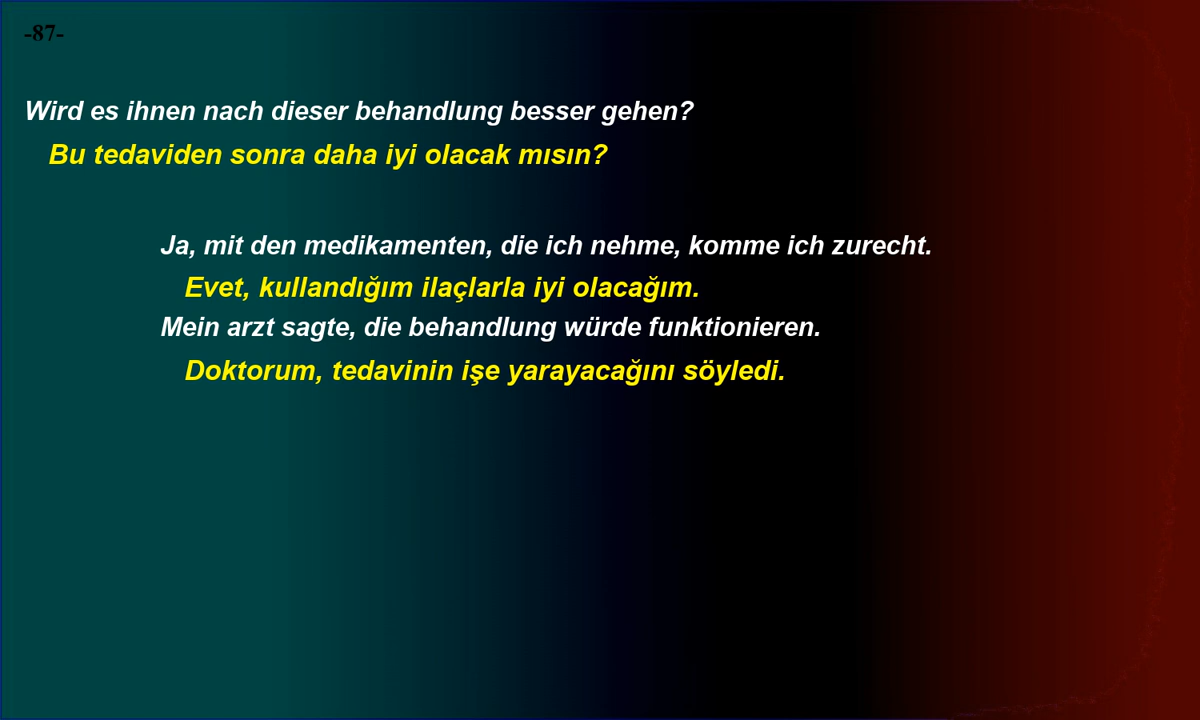 -87-
Wird es ihnen nach dieser behandlung besser gehen?
Bu tedaviden sonra daha iyi olacak mısın?
Ja, mit den medikamenten, die ich nehme, komme ich zurecht.
Evet, kullandığım ilaçlarla iyi olacağım.
Mein arzt sagte, die behandlung würde funktionieren.
Doktorum, tedavinin işe yarayacağını söyledi.